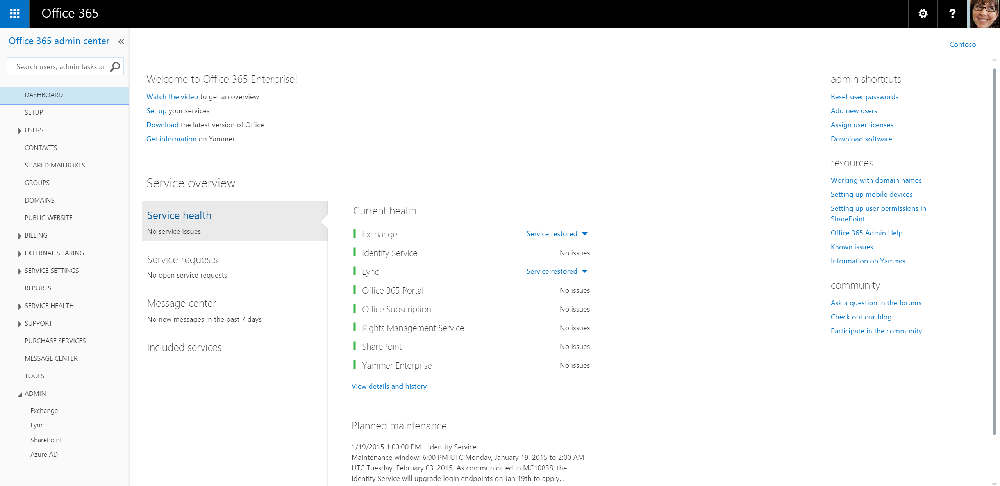 Office 365
?
Office 365 admin center
Search users, admin tasks ar
DASHBOARD
SETUP
USERS
CONTACTS
SHARED MAILBOXES
GROUPS
DOMAINS
PUBLIC WEBSITE
BILLING
EXTERNAL SHARING
SERVICE SETTINGS
REPORTS
SERVICE HEALTH
SUPPORT
PURCHASE SERVICES
MESSAGE CENTER
TOOLS
ADMIN
Exchange
Lync
SharePoint
Azure AD
Contoso
Welcome to Office 365 Enterprise!
Watch the video to get an overview
Set up your services
Download the latest version of Office
Get information on Yammer
Service overview
Service health
No service issues
Service requests
No open service requests
Message center
No new messages in the past 7 days
Included services
Current health
Exchange Service restored
Identity Service No issues
Lync Service restored
Office 365 Portal No issues
Office Subscription No issues
Rights Management Service No issues
SharePoint No issues
Yammer Enterprise No issues
View details and history
Planned maintenance
1/19/2015 1:00:00 PM - Identity Service
Maintenance window: 6:00 PM UTC Monday, January 19, 2015 to 2:00 AM
UTC Tuesday, February 03, 2015  As communicated in MC10838, the
Identity Service will upgrade login endpoints on Jan 19th to apply...
admin shortcuts
Reset user passwords
Add new users
Assign user licenses
Download software
resources
Working with domain names
Setting up mobile devices
Setting up user permissions in
SharePoint
Office 365 Admin Help
Known issues
Information on Yammer
community
Ask a question in the forums
Check out our blog
Participate in the community